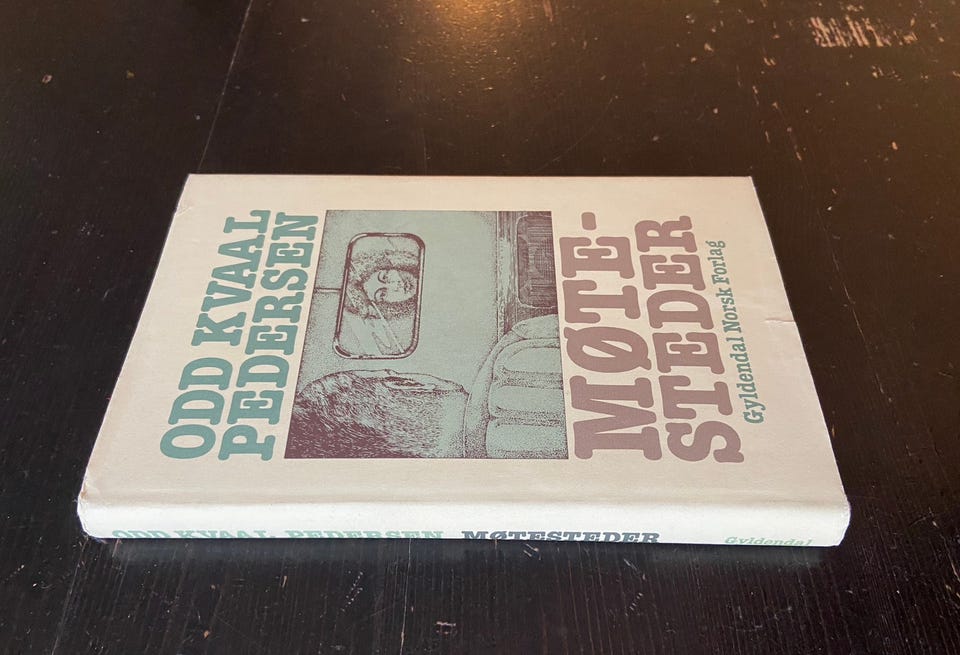 ODD KVAAL
PEDERSEN
MØTE-
STEDER
Gyldendal Norsk Forlag
ODD KVAAL PEDERSEN MØTESTEDER Gyldendal